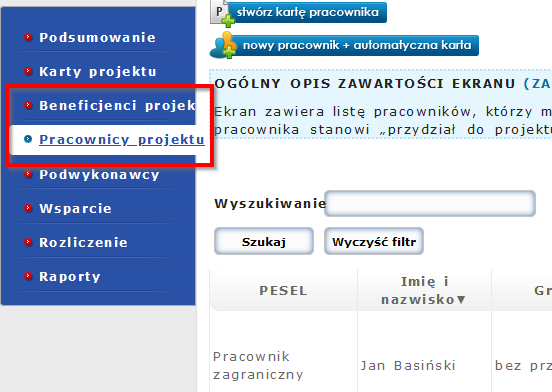 Podsumowanie
Karty projektu
Beneficjenci projek
Pracownicy projektu
Podwykonawcy
Wsparcie
Rozliczenie
Raporty
stwórz kartę pracownika
nowy pracownik + automatyczna karta
OGÓLNY OPIS ZAWARTOŚCI EKRANU (ZA
Ekran zawiera listę pracowników, którzy m
pracownika stanowi „przydział do projektu
Wyszukiwanie
Szukaj Wyczyść filtr
PESEL Imię i nazwisko▼ Gr
Pracownik zagraniczny Jan Basiński bez prz